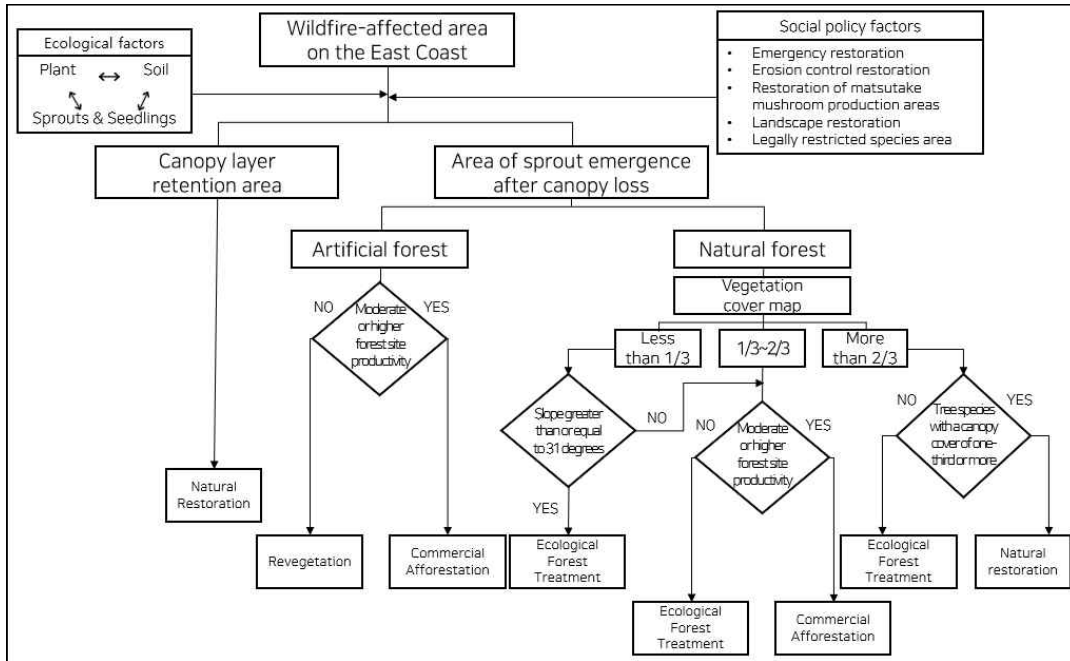 Wildfire-affected area
on the East Coast
Ecological factors
Plant Soil
Sprouts & Seedlings
Social policy factors
• Emergency restoration
• Erosion control restoration
• Restoration of matsutake
mushroom production areas
• Landscape restoration
• Legally restricted species area
Canopy layer
retention area
Area of sprout emergence
after canopy loss
Artificial forest
Natural forest
Vegetation
cover map
NO
YES
Moderate
or higher
forest site
productivity
Less
than 1/3
1/3~2/3
More
than 2/3
Slope greater
than or equal
to 31 degrees
NO
YES
NO
YES
Moderate
or higher
forest site
productivity
NO
YES
Tree species
with a canopy
cover of one-
third or more
Natural
Restoration
Revegetation
Commercial
Afforestation
Ecological
Forest
Treatment
Ecological
Forest
Treatment
Commercial
Afforestation
Ecological
Forest
Treatment
Natural
restoration